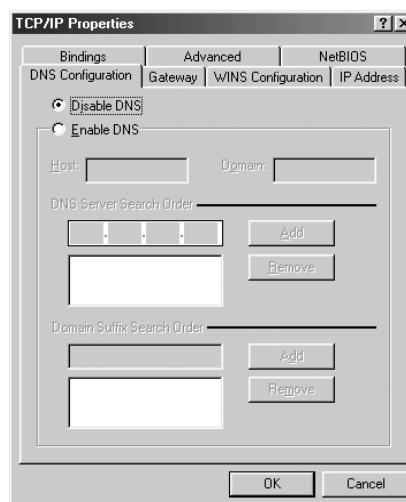 TCP/IP Properties
Bindings Advanced NetBIOS
DNS Configuration Gateway WINS Configuration IP Address
Disable DNS
Enable DNS
Host: Domain:
DNS Server Search Order
Add
Remove
Domain Suffix Search Order
Add
Remove
OK Cancel